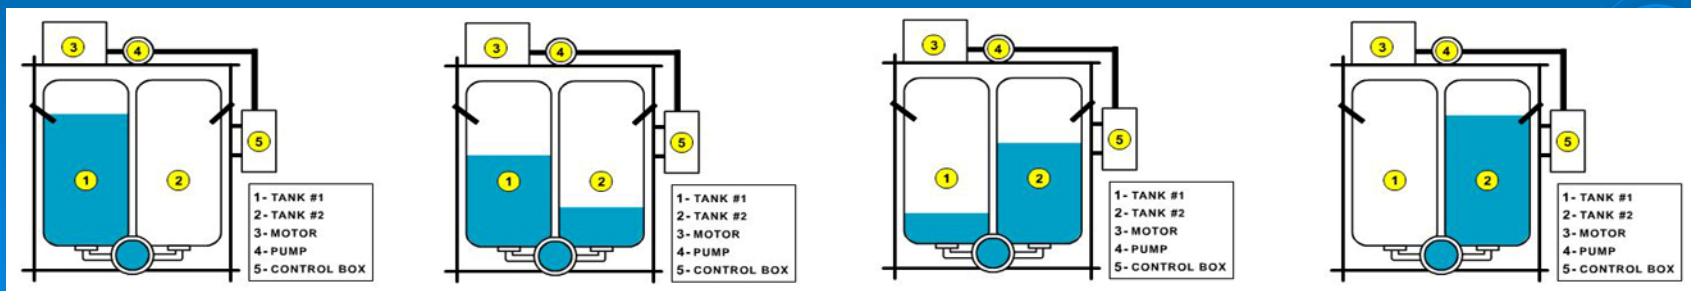 3
4
5
1
2
1- TANK #1
2- TANK #2
3- MOTOR
4- PUMP
5- CONTROL BOX
3
4
5
1
2
1- TANK #1
2- TANK #2
3- MOTOR
4- PUMP
5- CONTROL BOX
3
4
5
1
2
1- TANK #1
2- TANK #2
3- MOTOR
4- PUMP
5- CONTROL BOX
3
4
5
1
2
1- TANK #1
2- TANK #2
3- MOTOR
4- PUMP
5- CONTROL BOX